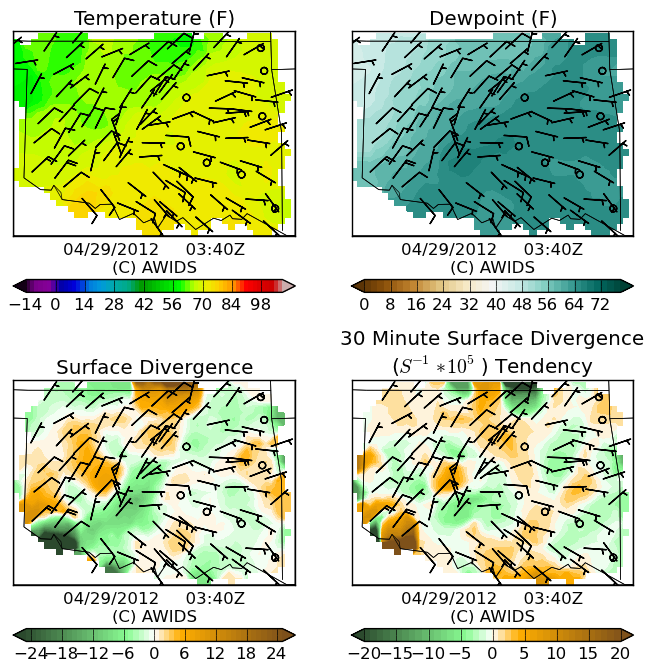 Temperature (F)
Dewpoint (F)
04/29/2012 03:40Z
(C) AWIDS
04/29/2012 03:40Z
(C) AWIDS
−14 0 14 28 42 56 70 84 98
0 8 16 24 32 40 48 56 64 72
Surface Divergence
30 Minute Surface Divergence
(S⁻¹ ∗10⁵ ) Tendency
04/29/2012 03:40Z
(C) AWIDS
04/29/2012 03:40Z
(C) AWIDS
−24 −18 −12 −6 0 6 12 18 24
−20 −15 −10 −5 0 5 10 15 20